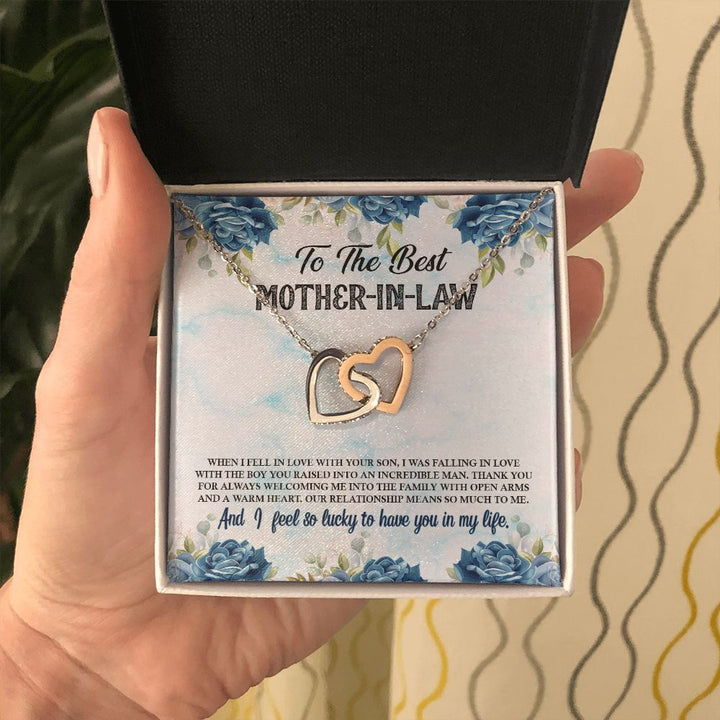 To The Best
MOTHER-IN-LAW
WHEN I FELL IN LOVE WITH YOUR SON, I WAS FALLING IN LOVE
WITH THE BOY YOU RAISED INTO AN INCREDIBLE MAN. THANK YOU
FOR ALWAYS WELCOMING ME INTO THE FAMILY WITH OPEN ARMS
AND A WARM HEART. OUR RELATIONSHIP MEANS SO MUCH TO ME.
And I feel so lucky to have you in my life.